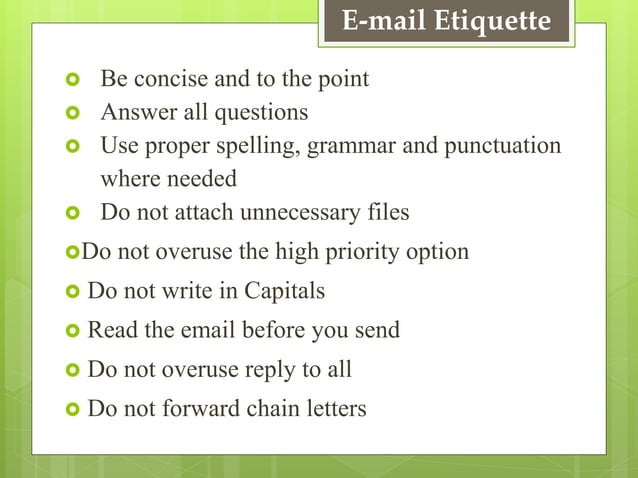 E-mail Etiquette
Be concise and to the point
Answer all questions
Use proper spelling, grammar and punctuation
where needed
Do not attach unnecessary files
Do not overuse the high priority option
Do not write in Capitals
Read the email before you send
Do not overuse reply to all
Do not forward chain letters